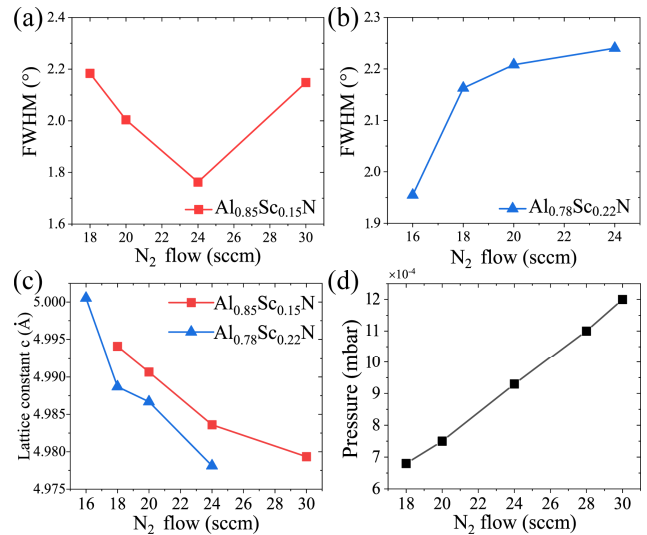 (a)
2.4
2.2
2.0
1.8
1.6
FWHM (°)
Al0.85Sc0.15N
18 20 22 24 26 28 30
N2 flow (sccm)
(b)
2.3
2.2
2.1
2.0
1.9
FWHM (°)
Al0.78Sc0.22N
16 18 20 22 24
N2 flow (sccm)
(c)
5.000
4.995
4.990
4.985
4.980
4.975
Lattice constant c (Å)
Al0.85Sc0.15N
Al0.78Sc0.22N
16 18 20 22 24 26 28 30
N2 flow (sccm)
(d)
×10-4
12
11
10
9
8
7
6
Pressure (mbar)
18 20 22 24 26 28 30
N2 flow (sccm)